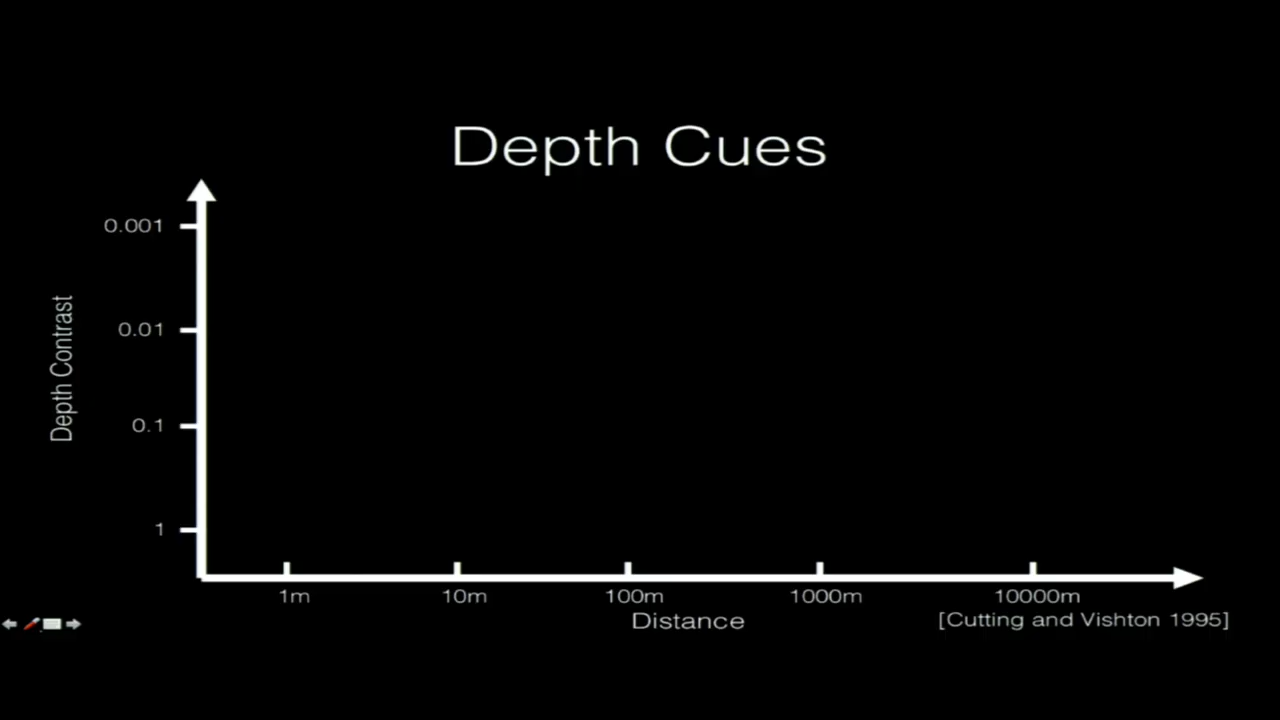 Depth Cues
0.001
0.01
0.1
1
Depth Contrast
1m
10m
100m
1000m
10000m
Distance
[Cutting and Vishton 1995]